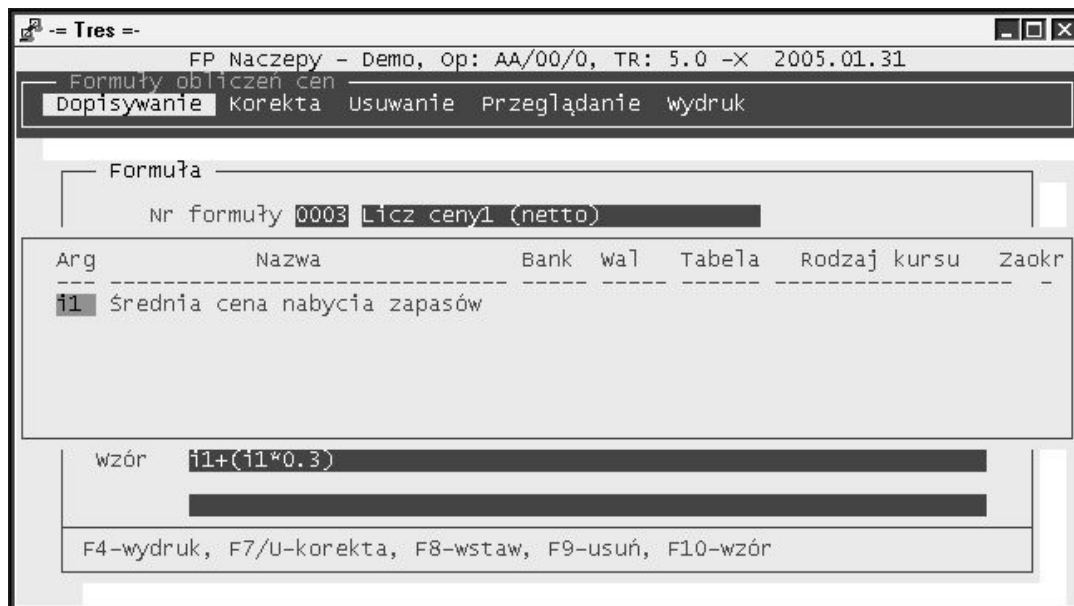 -= Tres =-
FP Naczepy - Demo, Op: AA/00/0, TR: 5.0 -X 2005.01.31
Formuły obliczeń cen
Dopisywanie Korekta Usuwanie Przeglądanie Wydruk
Formuła
Nr formuły 0003 Licz ceny1 (netto)
Arg Nazwa Bank Wal Tabela Rodzaj kursu Zaokr
i1 Średnia cena nabycia zapasów
Wzór i1+(i1*0.3)
F4-wydruk, F7/U-korekta, F8-wstaw, F9-usuń, F10-wzór